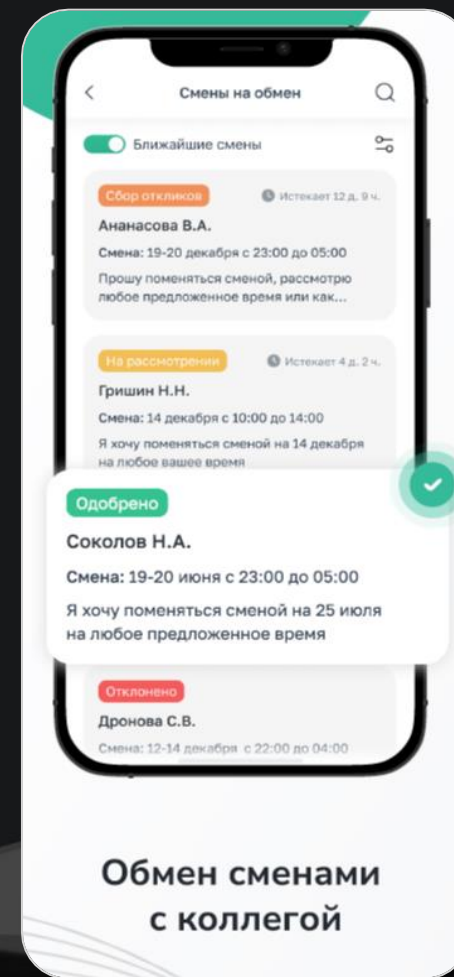 Смены на обмен
Ближайшие смены
Сбор откликов
Истекает 12 д. 9 ч.
Ананасова В.А.
Смена: 19-20 декабря с 23:00 до 05:00
Прошу поменяться сменой, рассмотрю
любое предложенное время или как...
На рассмотрении
Истекает 4 д. 2 ч.
Гришин Н.Н.
Смена: 14 декабря с 10:00 до 14:00
Я хочу поменяться сменой на 14 декабря
на любое ваше время
Одобрено
Соколов Н.А.
Смена: 19-20 июня с 23:00 до 05:00
Я хочу поменяться сменой на 25 июля
на любое предложенное время
Отклонено
Дронова С.В.
Смена: 12-14 декабря с 22:00 до 04:00
Обмен сменами
с коллегой